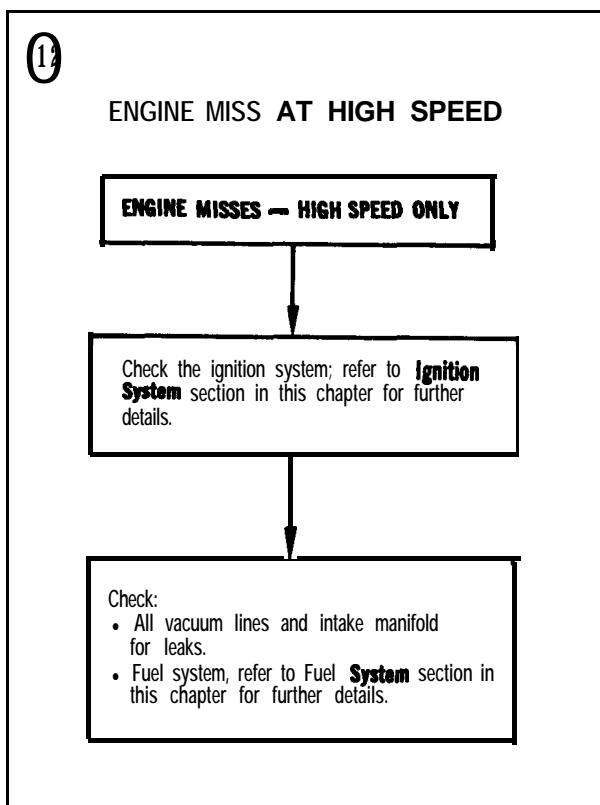 12
ENGINE MISS AT HIGH SPEED
ENGINE MISSES — HIGH SPEED ONLY
Check the ignition system; refer to Ignition
System section in this chapter for further
details.
Check:
• All vacuum lines and intake manifold
for leaks.
• Fuel system, refer to Fuel System section in
this chapter for further details.